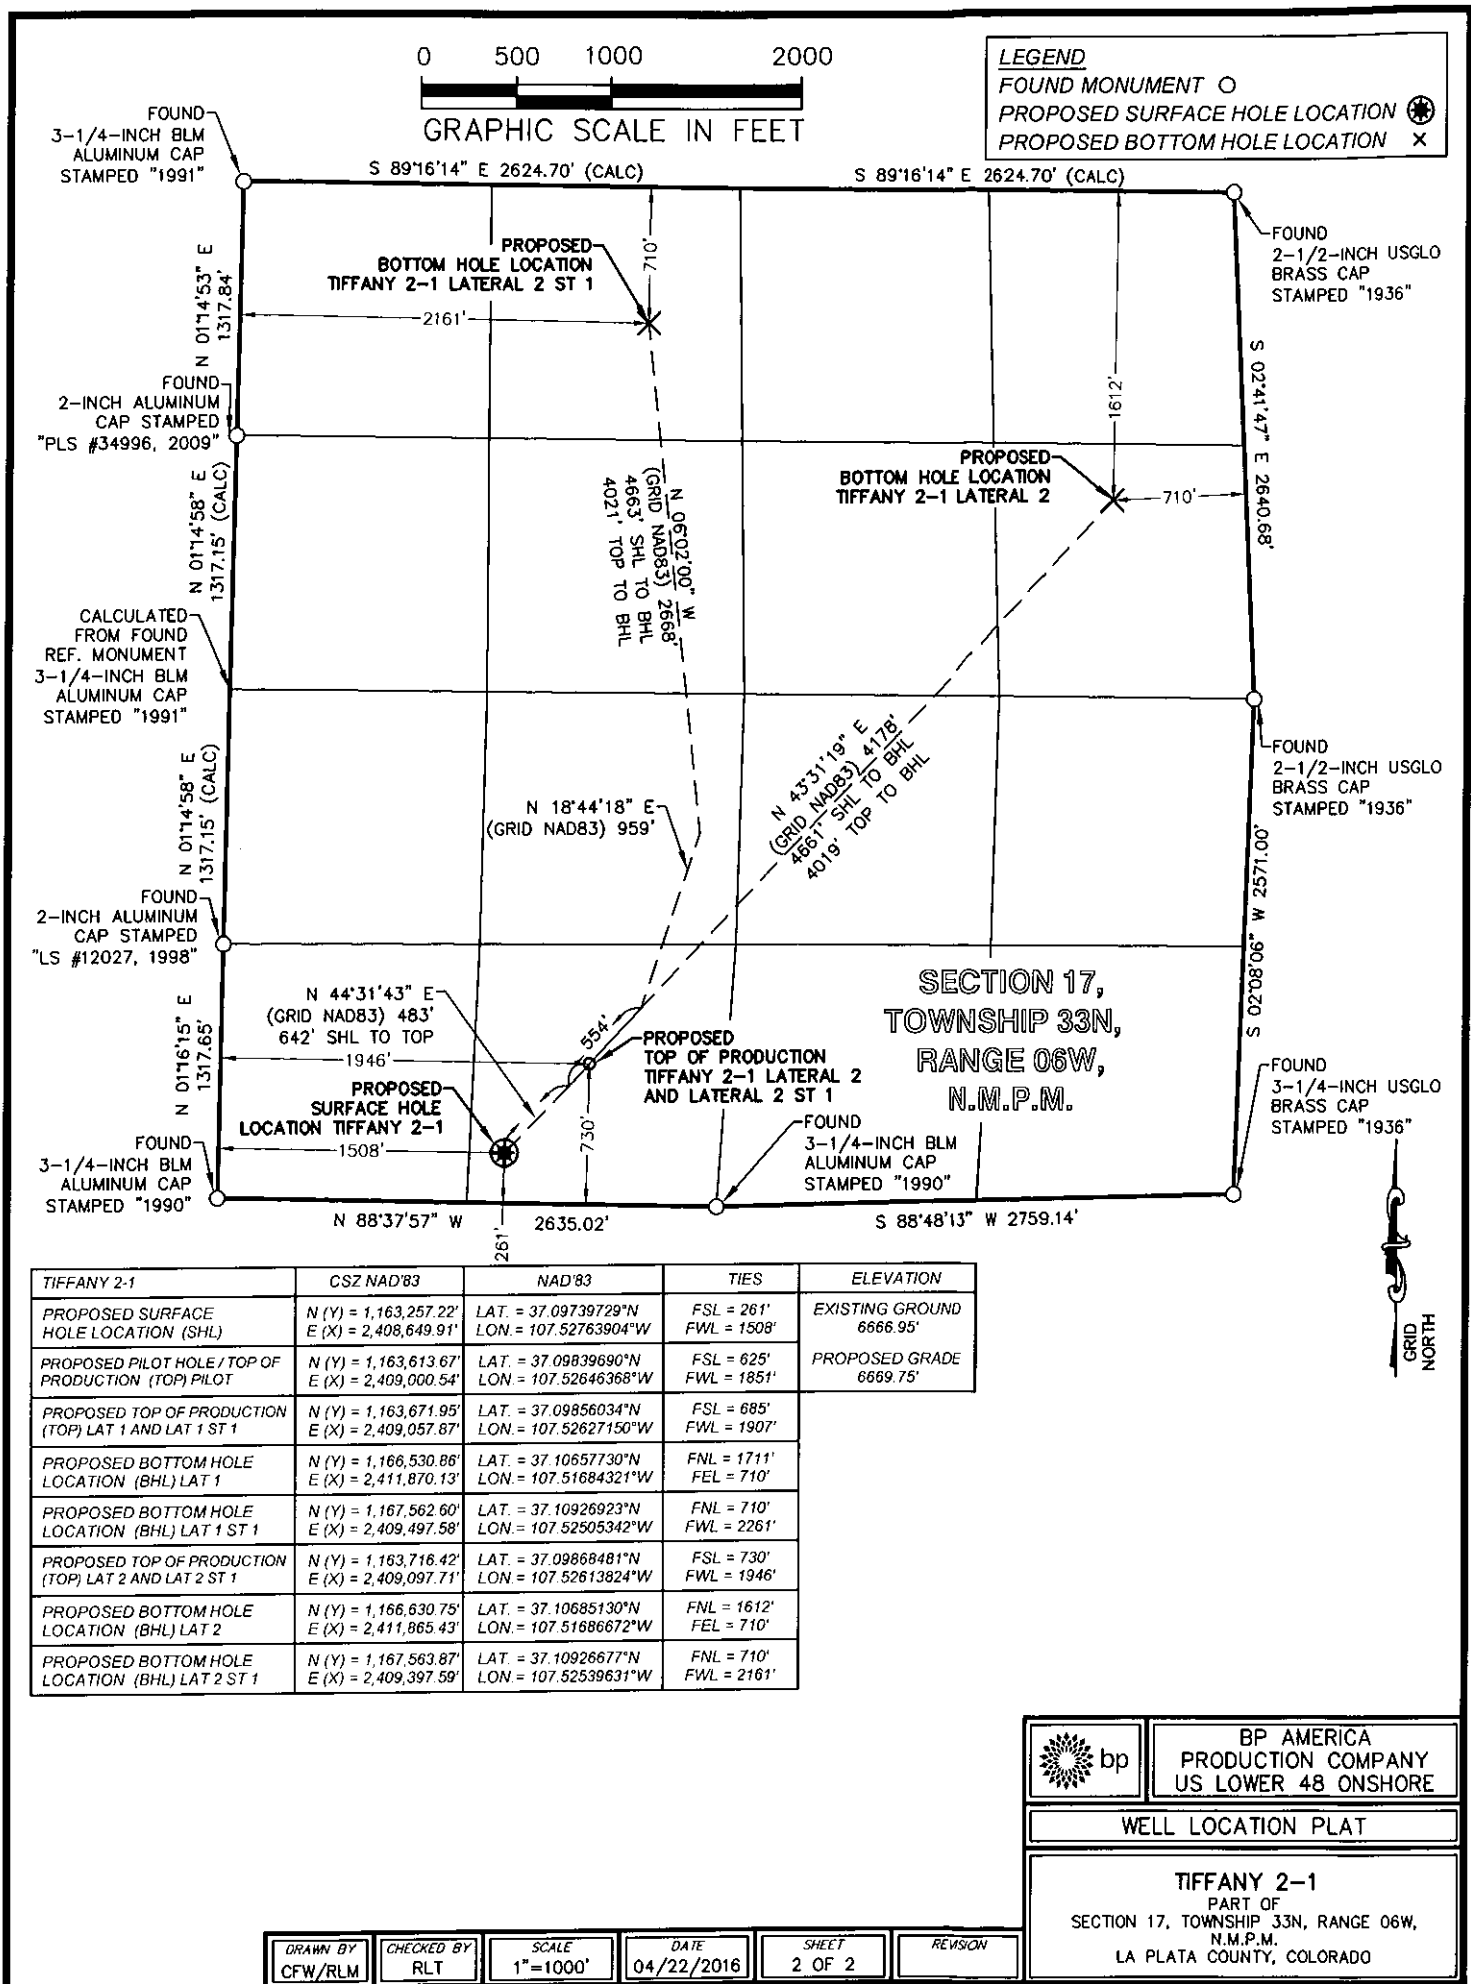 0 500 1000 2000
GRAPHIC SCALE IN FEET
LEGEND
FOUND MONUMENT
PROPOSED SURFACE HOLE LOCATION
PROPOSED BOTTOM HOLE LOCATION
FOUND
3-1/4-INCH BLM
ALUMINUM CAP
STAMPED "1991"
S 89°16'14" E 2624.70' (CALC)
S 89°16'14" E 2624.70' (CALC)
FOUND
2-1/2-INCH USGLO
BRASS CAP
STAMPED "1936"
N 01°14'53" E
1317.84'
PROPOSED
BOTTOM HOLE LOCATION
TIFFANY 2-1 LATERAL 2 ST 1
710'
2161'
1612'
S 02°41'47" E 2640.68'
FOUND
2-INCH ALUMINUM
CAP STAMPED
"PLS #34996, 2009"
PROPOSED
BOTTOM HOLE LOCATION
TIFFANY 2-1 LATERAL 2
710'
N 01°14'58" E
1317.15' (CALC)
N 06°02'00" W
(GRID NAD83) 2668'
4663' SHL TO BHL
4021' TOP TO BHL
CALCULATED
FROM FOUND
REF. MONUMENT
3-1/4-INCH BLM
ALUMINUM CAP
STAMPED "1991"
N 43°31'19" E
(GRID NAD83) 4178'
4661' SHL TO BHL
4019' TOP TO BHL
FOUND
2-1/2-INCH USGLO
BRASS CAP
STAMPED "1936"
N 01°14'58" E
1317.15' (CALC)
N 18°44'18" E
(GRID NAD83) 959'
S 02°08'06" W 2571.00'
FOUND
2-INCH ALUMINUM
CAP STAMPED
"LS #12027, 1998"
SECTION 17,
TOWNSHIP 33N,
RANGE 06W,
N.M.P.M.
N 44°31'43" E
(GRID NAD83) 483'
642' SHL TO TOP
554'
1946'
PROPOSED
TOP OF PRODUCTION
TIFFANY 2-1 LATERAL 2
AND LATERAL 2 ST 1
N 01°16'15" E
1317.65'
PROPOSED
SURFACE HOLE
LOCATION TIFFANY 2-1
730'
1508'
FOUND
3-1/4-INCH BLM
ALUMINUM CAP
STAMPED "1990"
FOUND
3-1/4-INCH BLM
ALUMINUM CAP
STAMPED "1990"
FOUND
3-1/4-INCH USGLO
BRASS CAP
STAMPED "1936"
N 88°37'57" W 2635.02'
S 88°48'13" W 2759.14'
261'
GRID
NORTH
TIFFANY 2-1 CSZ NAD'83 NAD'83 TIES ELEVATION
PROPOSED SURFACE N (Y) = 1,163,257.22' LAT. = 37.09739729°N FSL = 261' EXISTING GROUND
HOLE LOCATION (SHL) E (X) = 2,408,649.91' LON. = 107.52763904°W FWL = 1508' 6666.95'
PROPOSED PILOT HOLE / TOP OF N (Y) = 1,163,613.67' LAT. = 37.09839690°N FSL = 625' PROPOSED GRADE
PRODUCTION (TOP) PILOT E (X) = 2,409,000.54' LON. = 107.52646368°W FWL = 1851' 6669.75'
PROPOSED TOP OF PRODUCTION N (Y) = 1,163,671.95' LAT. = 37.09856034°N FSL = 685'
(TOP) LAT 1 AND LAT 1 ST 1 E (X) = 2,409,057.87' LON. = 107.52627150°W FWL = 1907'
PROPOSED BOTTOM HOLE N (Y) = 1,166,530.86' LAT. = 37.10657730°N FNL = 1711'
LOCATION (BHL) LAT 1 E (X) = 2,411,870.13' LON. = 107.51684321°W FEL = 710'
PROPOSED BOTTOM HOLE N (Y) = 1,167,562.60' LAT. = 37.10926923°N FNL = 710'
LOCATION (BHL) LAT 1 ST 1 E (X) = 2,409,497.58' LON. = 107.52505342°W FWL = 2261'
PROPOSED TOP OF PRODUCTION N (Y) = 1,163,716.42' LAT. = 37.09868481°N FSL = 730'
(TOP) LAT 2 AND LAT 2 ST 1 E (X) = 2,409,097.71' LON. = 107.52613824°W FWL = 1946'
PROPOSED BOTTOM HOLE N (Y) = 1,166,630.75' LAT. = 37.10685130°N FNL = 1612'
LOCATION (BHL) LAT 2 E (X) = 2,411,865.43' LON. = 107.51686672°W FEL = 710'
PROPOSED BOTTOM HOLE N (Y) = 1,167,563.87' LAT. = 37.10926677°N FNL = 710'
LOCATION (BHL) LAT 2 ST 1 E (X) = 2,409,397.59' LON. = 107.52539631°W FWL = 2161'
bp
BP AMERICA
PRODUCTION COMPANY
US LOWER 48 ONSHORE
WELL LOCATION PLAT
TIFFANY 2-1
PART OF
SECTION 17, TOWNSHIP 33N, RANGE 06W,
N.M.P.M.
LA PLATA COUNTY, COLORADO
DRAWN BY CHECKED BY SCALE DATE SHEET REVISION
CFW/RLM RLT 1"=1000' 04/22/2016 2 OF 2